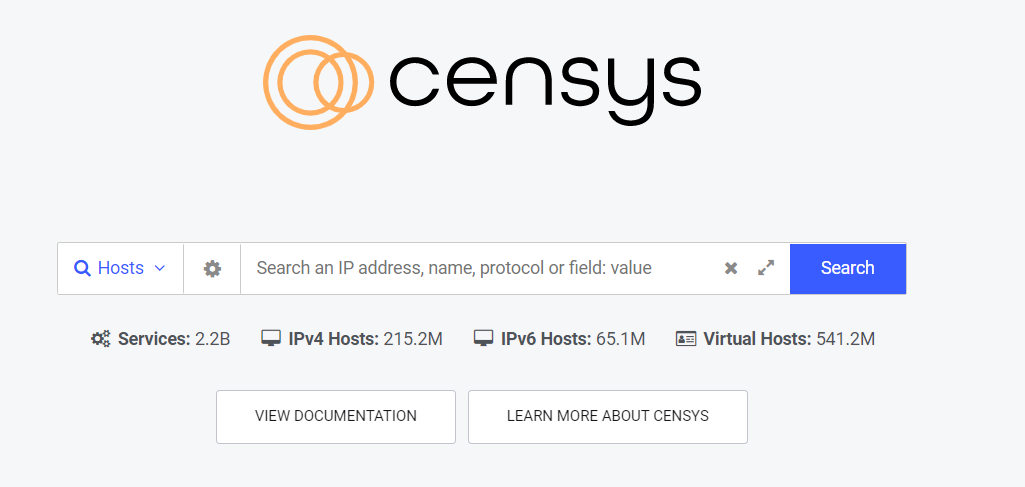 censys
Hosts Search an IP address, name, protocol or field: value Search
Services: 2.2B IPv4 Hosts: 215.2M IPv6 Hosts: 65.1M Virtual Hosts: 541.2M
VIEW DOCUMENTATION LEARN MORE ABOUT CENSYS